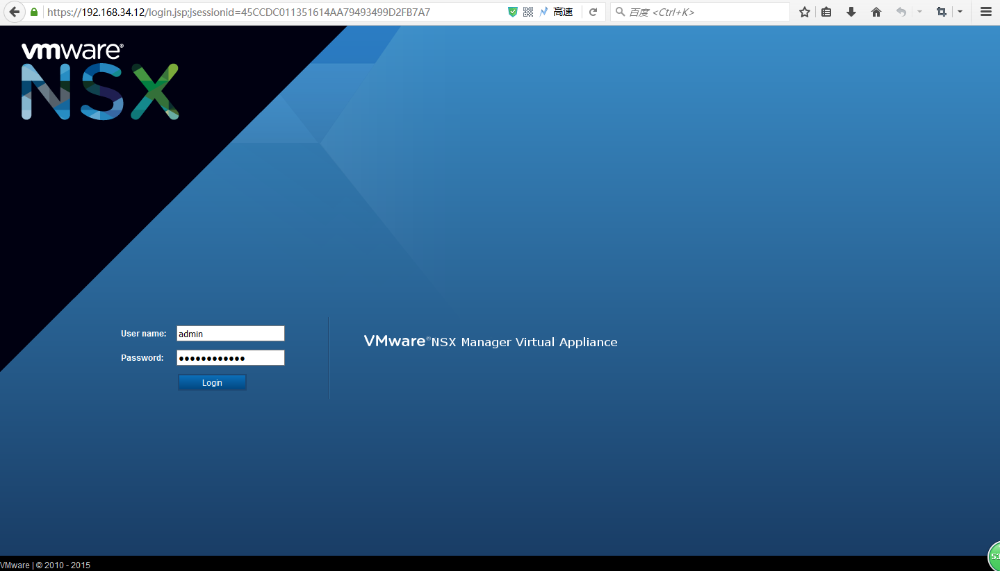 https://192.168.34.12/login.jsp;jsessionid=45CCDC011351614AA79493499D2FB7A7
高速
百度 <Ctrl+K>
vmware®
NSX
User name:
admin
Password:
●●●●●●●●●●●●
Login
VMware®NSX Manager Virtual Appliance
53
VMware | © 2010 - 2015